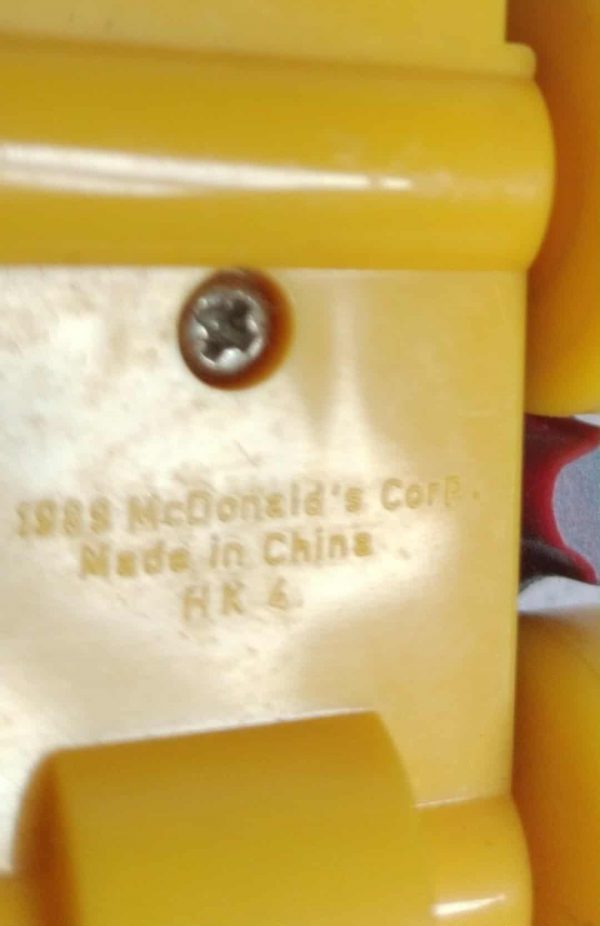 1989 McDonald's Corp.
Made in China
HK 4